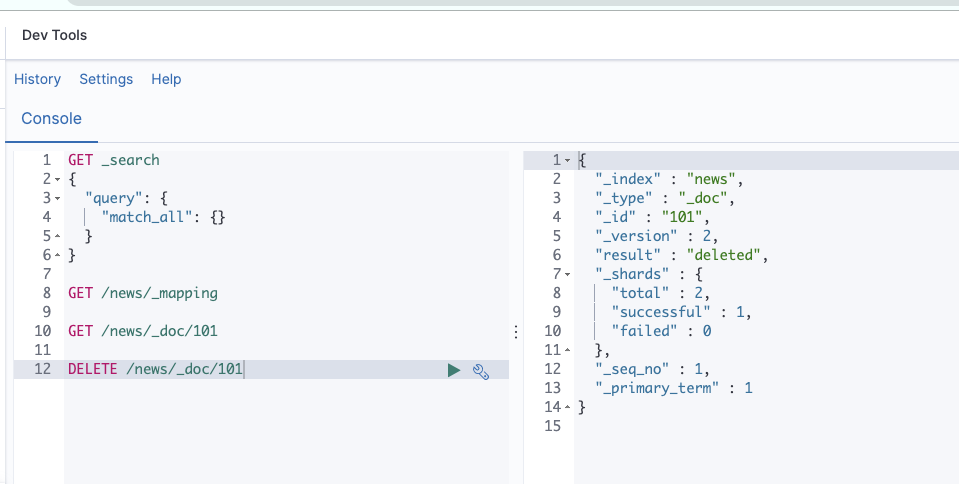 Dev Tools
History Settings Help
Console
1 GET _search
2 {
3 "query": {
4 "match_all": {}
5 }
6 }
7
8 GET /news/_mapping
9
10 GET /news/_doc/101
11
12 DELETE /news/_doc/101
1 {
2 "_index" : "news",
3 "_type" : "_doc",
4 "_id" : "101",
5 "_version" : 2,
6 "result" : "deleted",
7 "_shards" : {
8 "total" : 2,
9 "successful" : 1,
10 "failed" : 0
11 },
12 "_seq_no" : 1,
13 "_primary_term" : 1
14 }
15